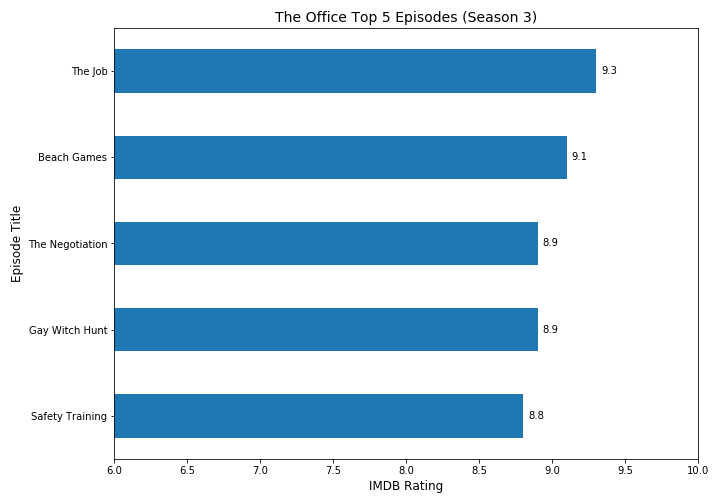 The Office Top 5 Episodes (Season 3)
The Job
9.3
Beach Games
9.1
The Negotiation
8.9
Gay Witch Hunt
8.9
Safety Training
8.8
Episode Title
6.0 6.5 7.0 7.5 8.0 8.5 9.0 9.5 10.0
IMDB Rating